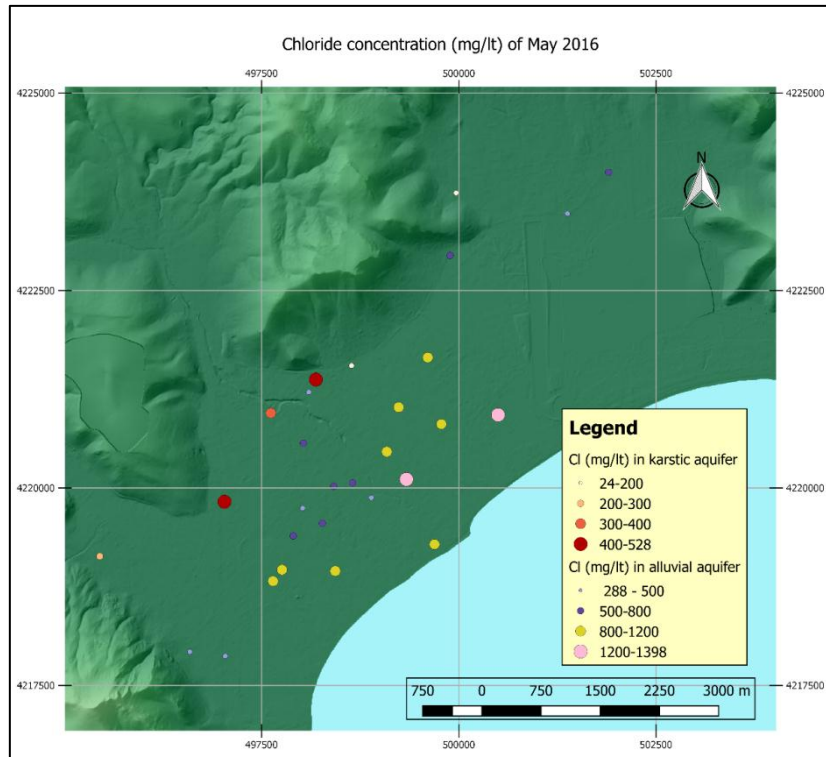 Chloride concentration (mg/lt) of May 2016
497500 500000 502500
4225000 4225000
N
4222500 4222500
Legend
Cl (mg/lt) in karstic aquifer
24-200
200-300
300-400
400-528
Cl (mg/lt) in alluvial aquifer
288 - 500
500-800
800-1200
1200-1398
4220000 4220000
750 0 750 1500 2250 3000 m
4217500 4217500
497500 500000 502500